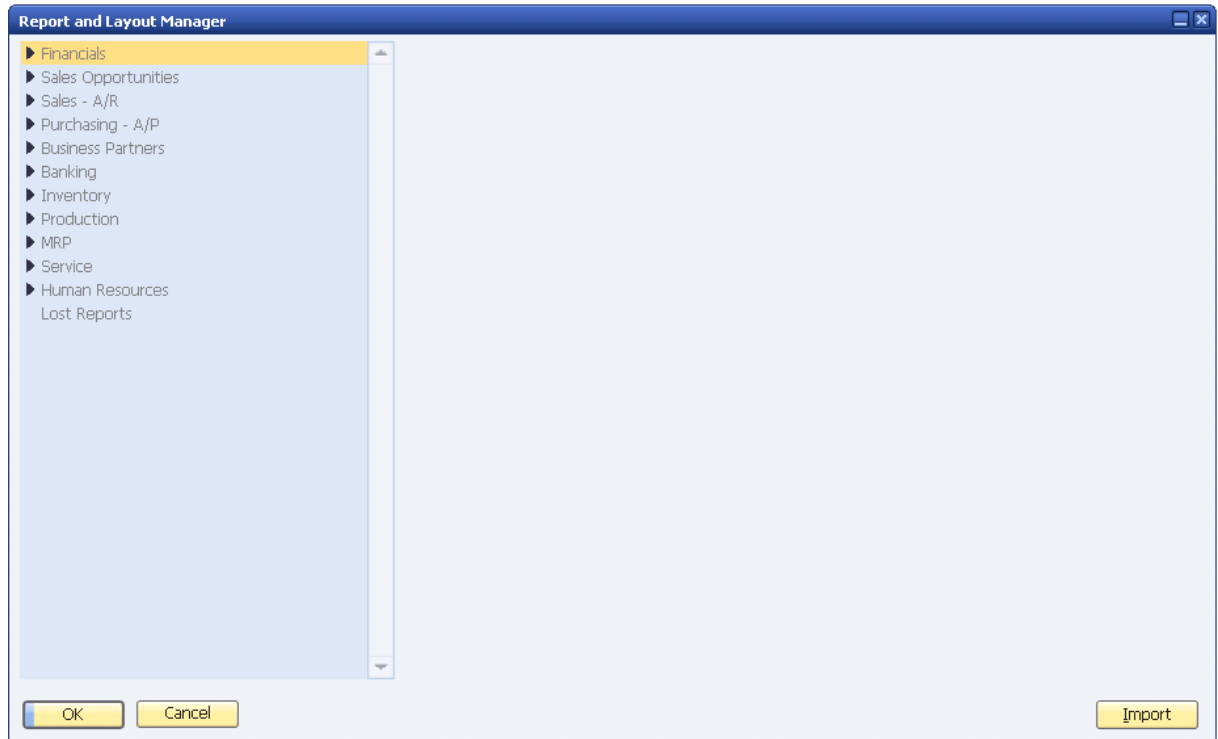 Report and Layout Manager
Financials
Sales Opportunities
Sales - A/R
Purchasing - A/P
Business Partners
Banking
Inventory
Production
MRP
Service
Human Resources
Lost Reports
OK
Cancel
Import